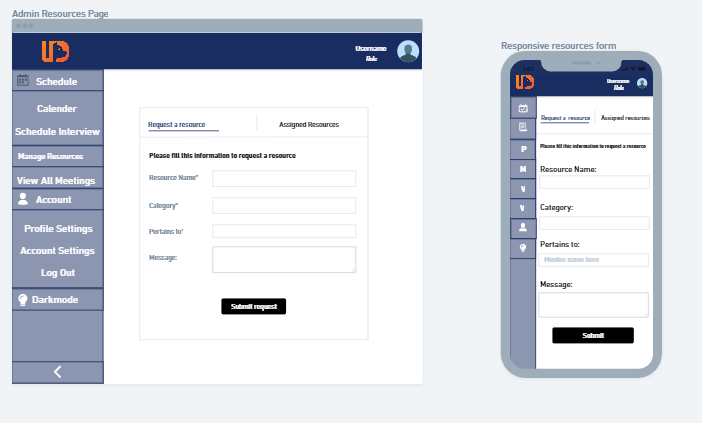 Admin Resources Page
Username
Role
Schedule
Calender
Schedule Interview
Manage Resources
View All Meetings
Account
Profile Settings
Account Settings
Log Out
Darkmode
Request a resource
Assigned Resources
Please fill this information to request a resource
Resource Name*
Category*
Pertains to*
Message:
Submit request
Responsive resources form
Username
Role
P
M
V
V
Request a resource
Assigned resources
Please fill this information to request a resource
Resource Name:
Category:
Pertains to:
Mentee name here
Message:
Submit